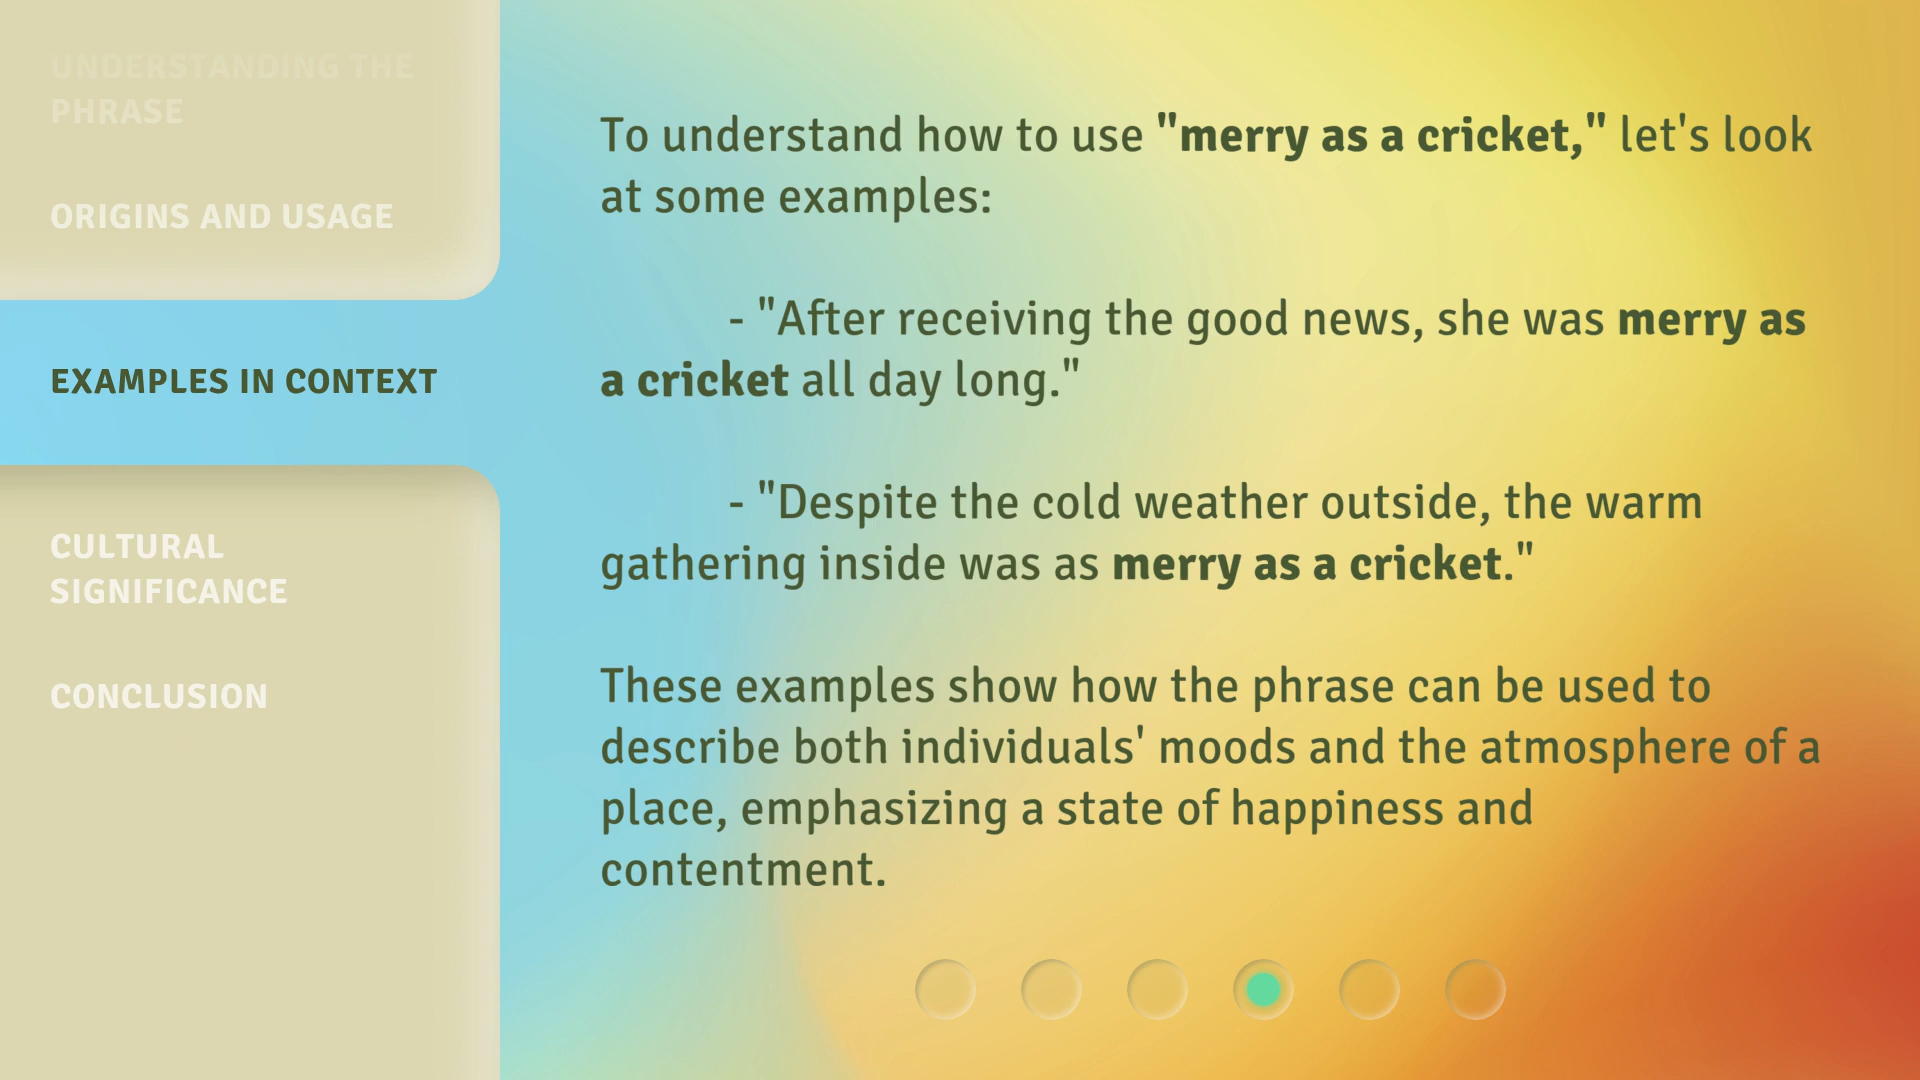 UNDERSTANDING THE
PHRASE
ORIGINS AND USAGE
EXAMPLES IN CONTEXT
CULTURAL
SIGNIFICANCE
CONCLUSION
To understand how to use "merry as a cricket," let's look
at some examples:
- "After receiving the good news, she was merry as
a cricket all day long."
- "Despite the cold weather outside, the warm
gathering inside was as merry as a cricket."
These examples show how the phrase can be used to
describe both individuals' moods and the atmosphere of a
place, emphasizing a state of happiness and
contentment.